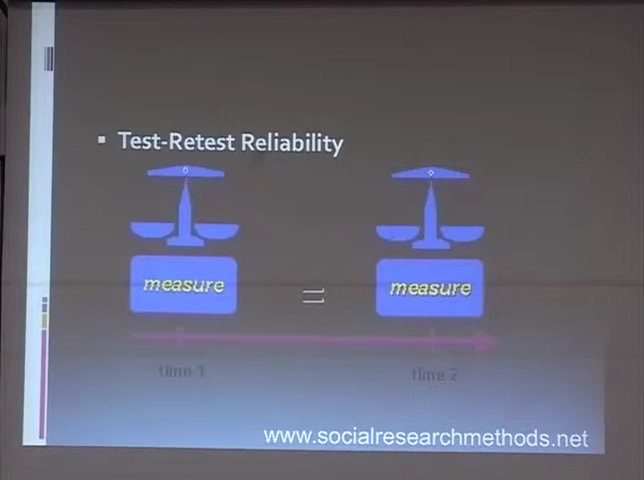 ▪ Test-Retest Reliability
measure = measure
time 1 time 2
www.socialresearchmethods.net